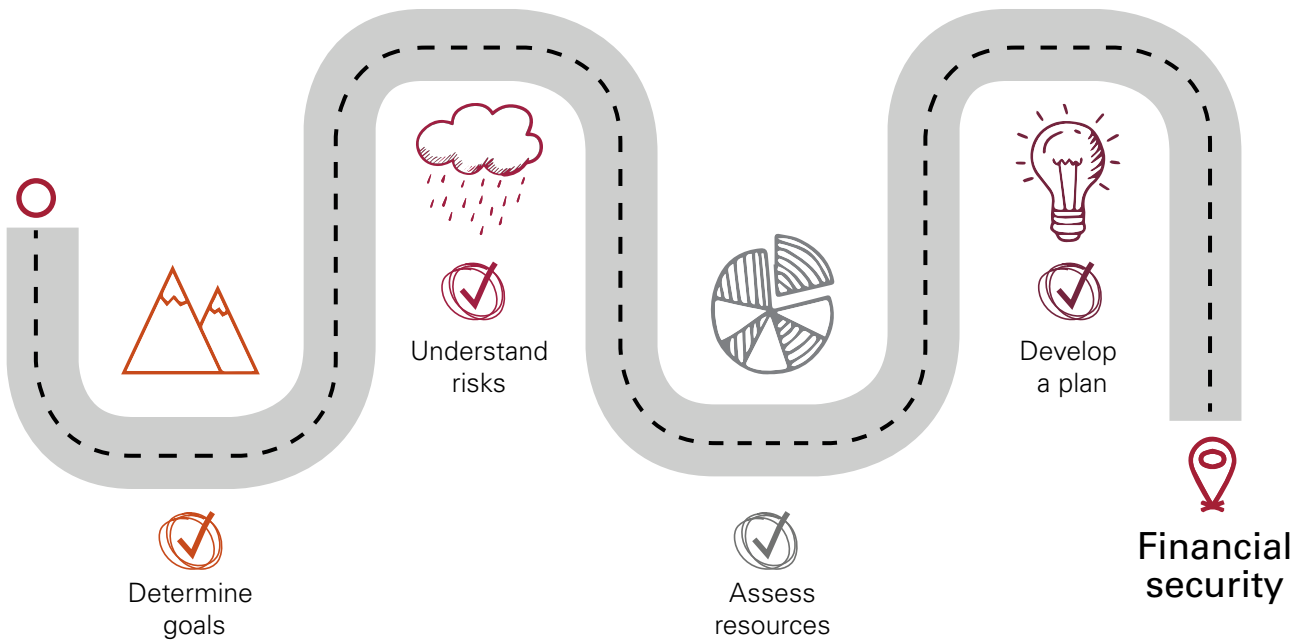 Determine
goals
Understand
risks
Assess
resources
Develop
a plan
Financial
security